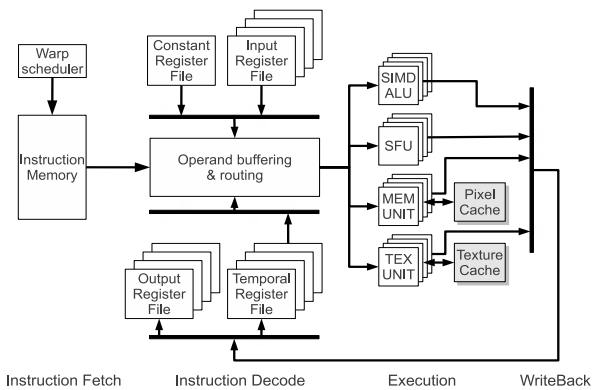 Warp
scheduler
Instruction
Memory
Constant
Register
File
Input
Register
File
Operand buffering
& routing
Output
Register
File
Temporal
Register
File
SIMD
ALU
SFU
MEM
UNIT
Pixel
Cache
TEX
UNIT
Texture
Cache
Instruction Fetch
Instruction Decode
Execution
WriteBack